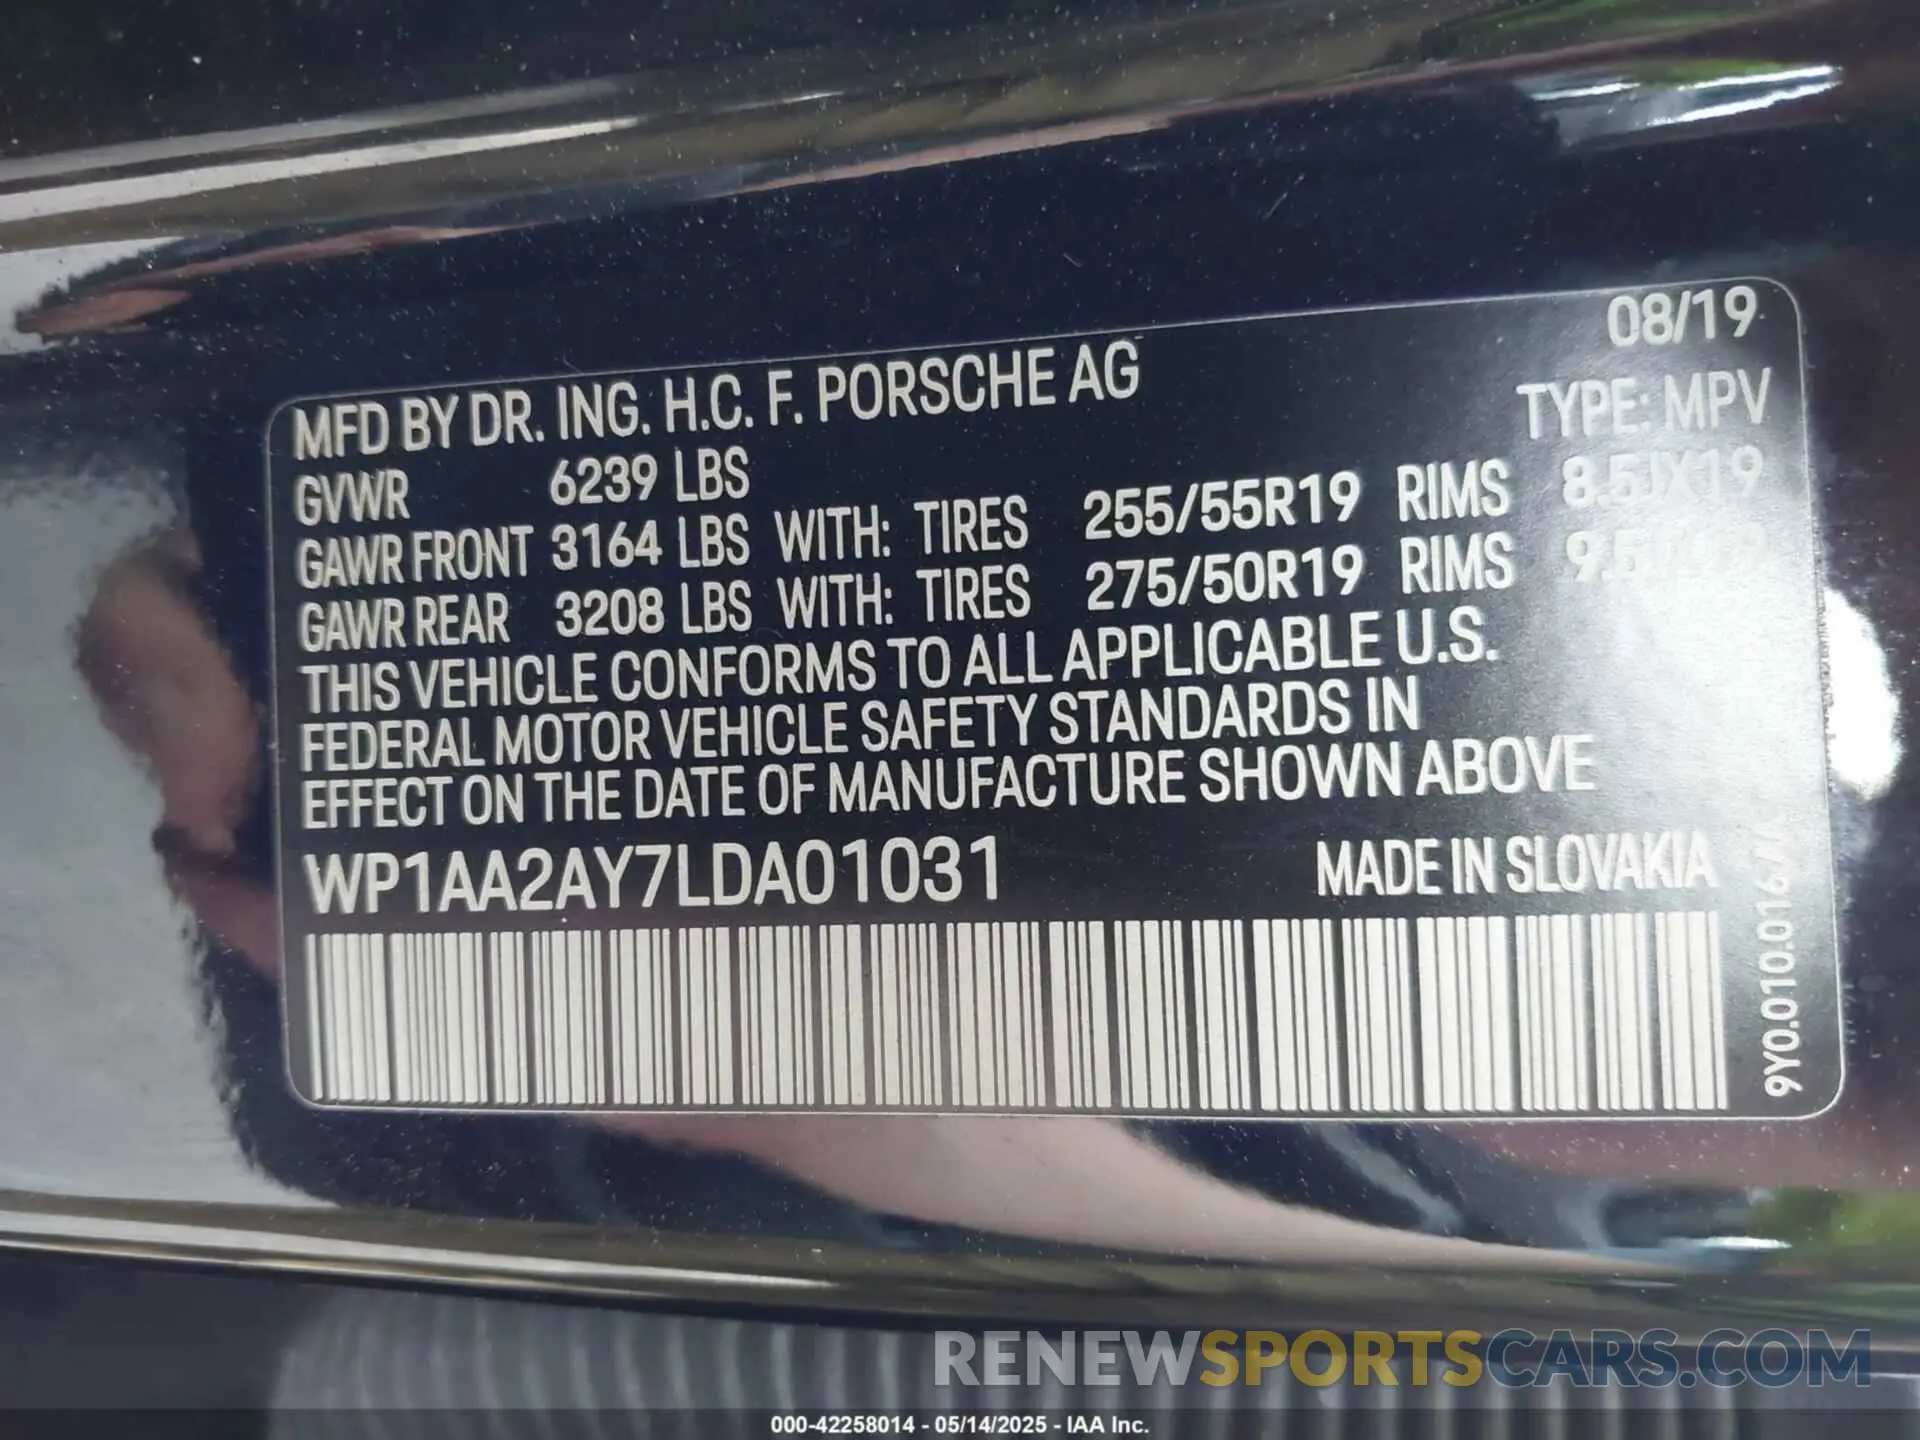 08/19
MFD BY DR. ING. H.C. F. PORSCHE AG
TYPE: MPV
GVWR 6239 LBS
GAWR FRONT 3164 LBS WITH: TIRES 255/55R19 RIMS 8.5JX19
GAWR REAR 3208 LBS WITH: TIRES 275/50R19 RIMS
THIS VEHICLE CONFORMS TO ALL APPLICABLE U.S.
FEDERAL MOTOR VEHICLE SAFETY STANDARDS IN
EFFECT ON THE DATE OF MANUFACTURE SHOWN ABOVE
WP1AA2AY7LDA01031 MADE IN SLOVAKIA
RENEWSPORTSCARS.COM
000-42258014 - 05/14/2025 - IAA Inc.